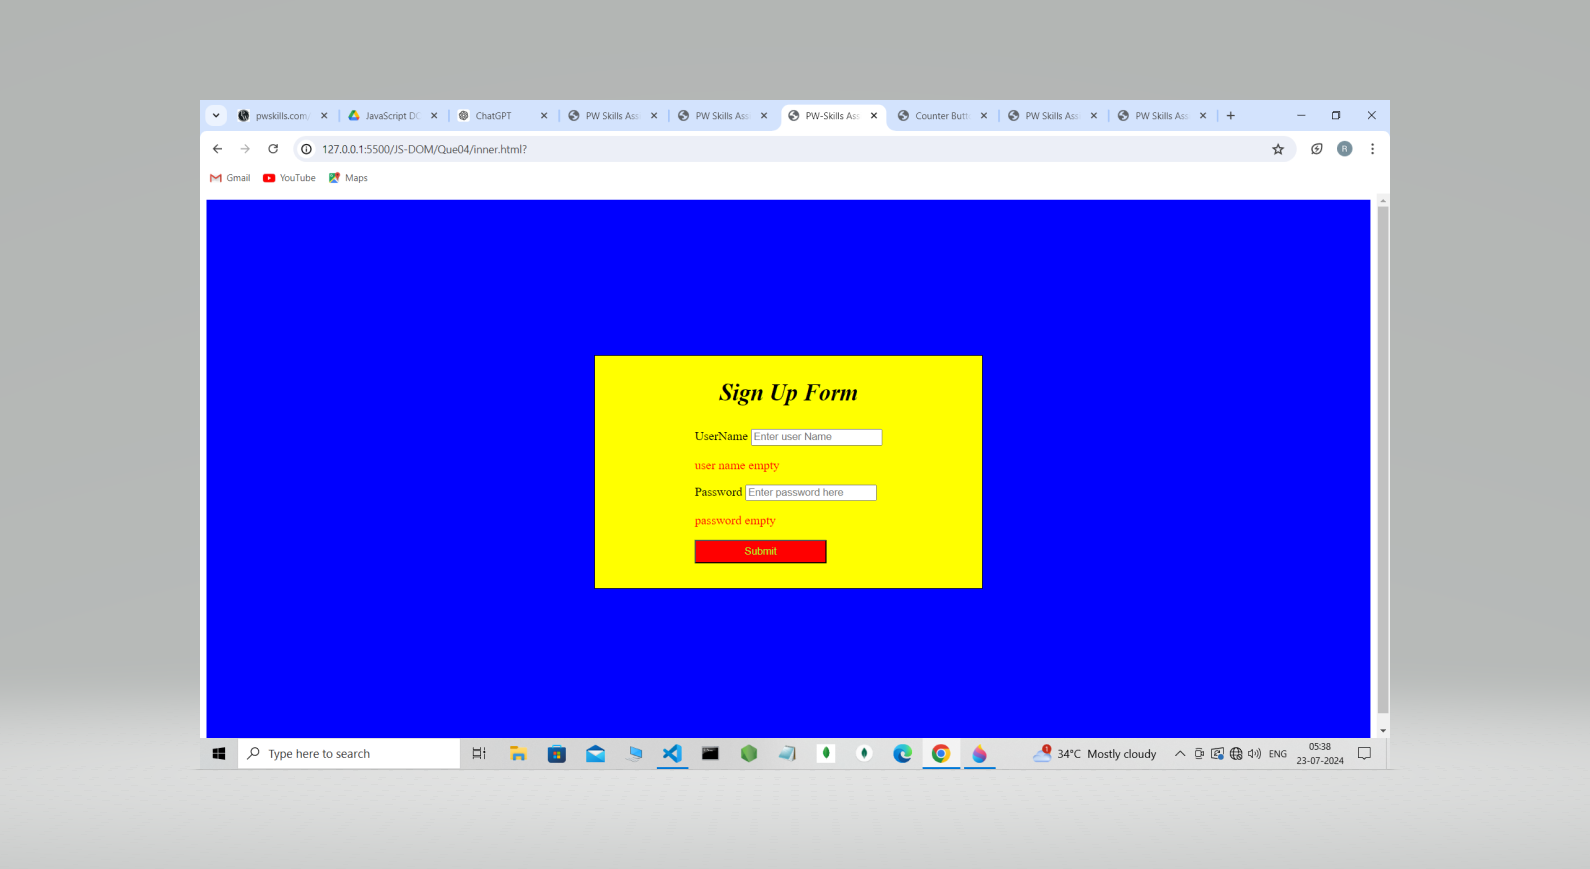 pwskills.com/
JavaScript DO
ChatGPT
PW Skills Ass
PW Skills Ass
PW-Skills Ass
Counter Butt
PW Skills Ass
PW Skills Ass
127.0.0.1:5500/JS-DOM/Que04/inner.html?
R
Gmail
YouTube
Maps
Sign Up Form
UserName Enter user Name
user name empty
Password Enter password here
password empty
Submit
Type here to search
1
34°C Mostly cloudy
ENG
05:38
23-07-2024